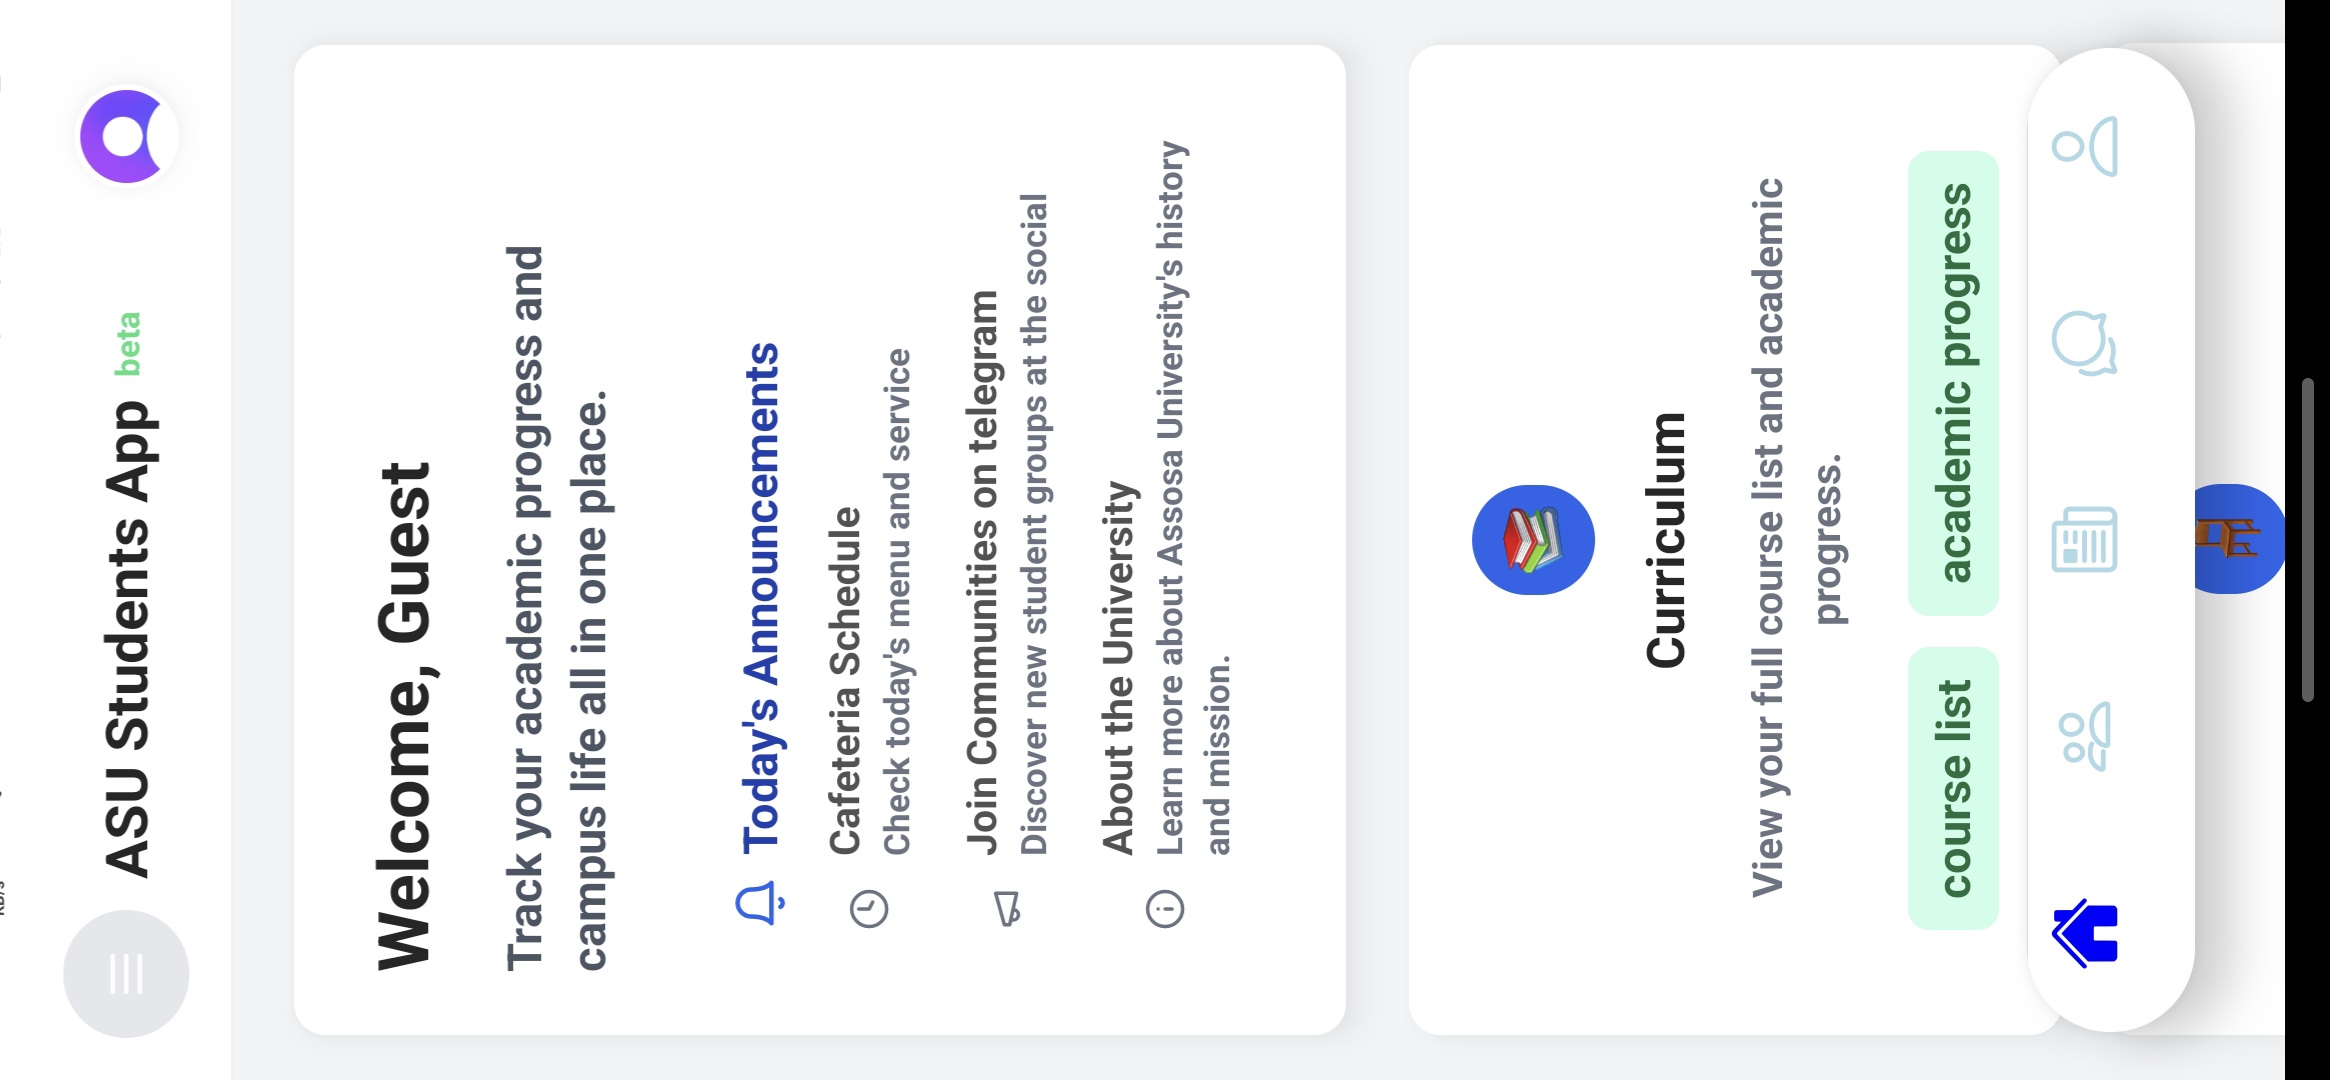 ASU Students App beta
Welcome, Guest
Track your academic progress and
campus life all in one place.
Today's Announcements
Cafeteria Schedule
Check today's menu and service
Join Communities on telegram
Discover new student groups at the social
About the University
Learn more about Assosa University's history
and mission.
Curriculum
View your full course list and academic
progress.
course list
academic progress